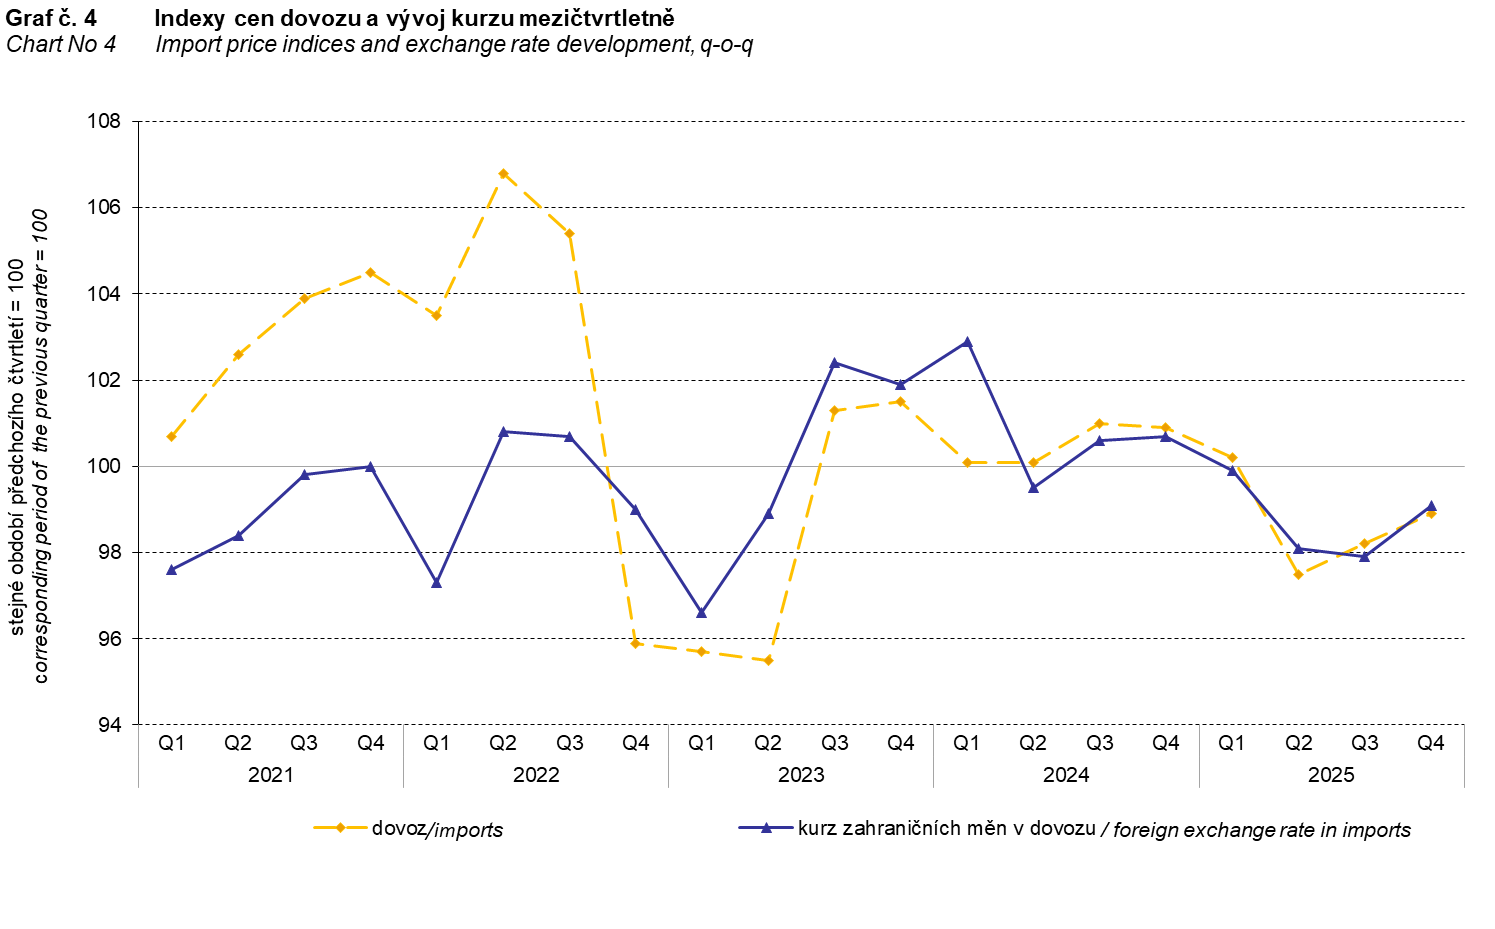 Graf č. 4 Indexy cen dovozu a vývoj kurzu mezičtvrtletně
Chart No 4 Import price indices and exchange rate development, q-o-q
stejné období předchozího čtvrtletí = 100
corresponding period of the previous quarter = 100
108
106
104
102
100
98
96
94
Q1 Q2 Q3 Q4 Q1 Q2 Q3 Q4 Q1 Q2 Q3 Q4 Q1 Q2 Q3 Q4 Q1 Q2 Q3 Q4
2021 2022 2023 2024 2025
dovoz/imports kurz zahraničních měn v dovozu / foreign exchange rate in imports